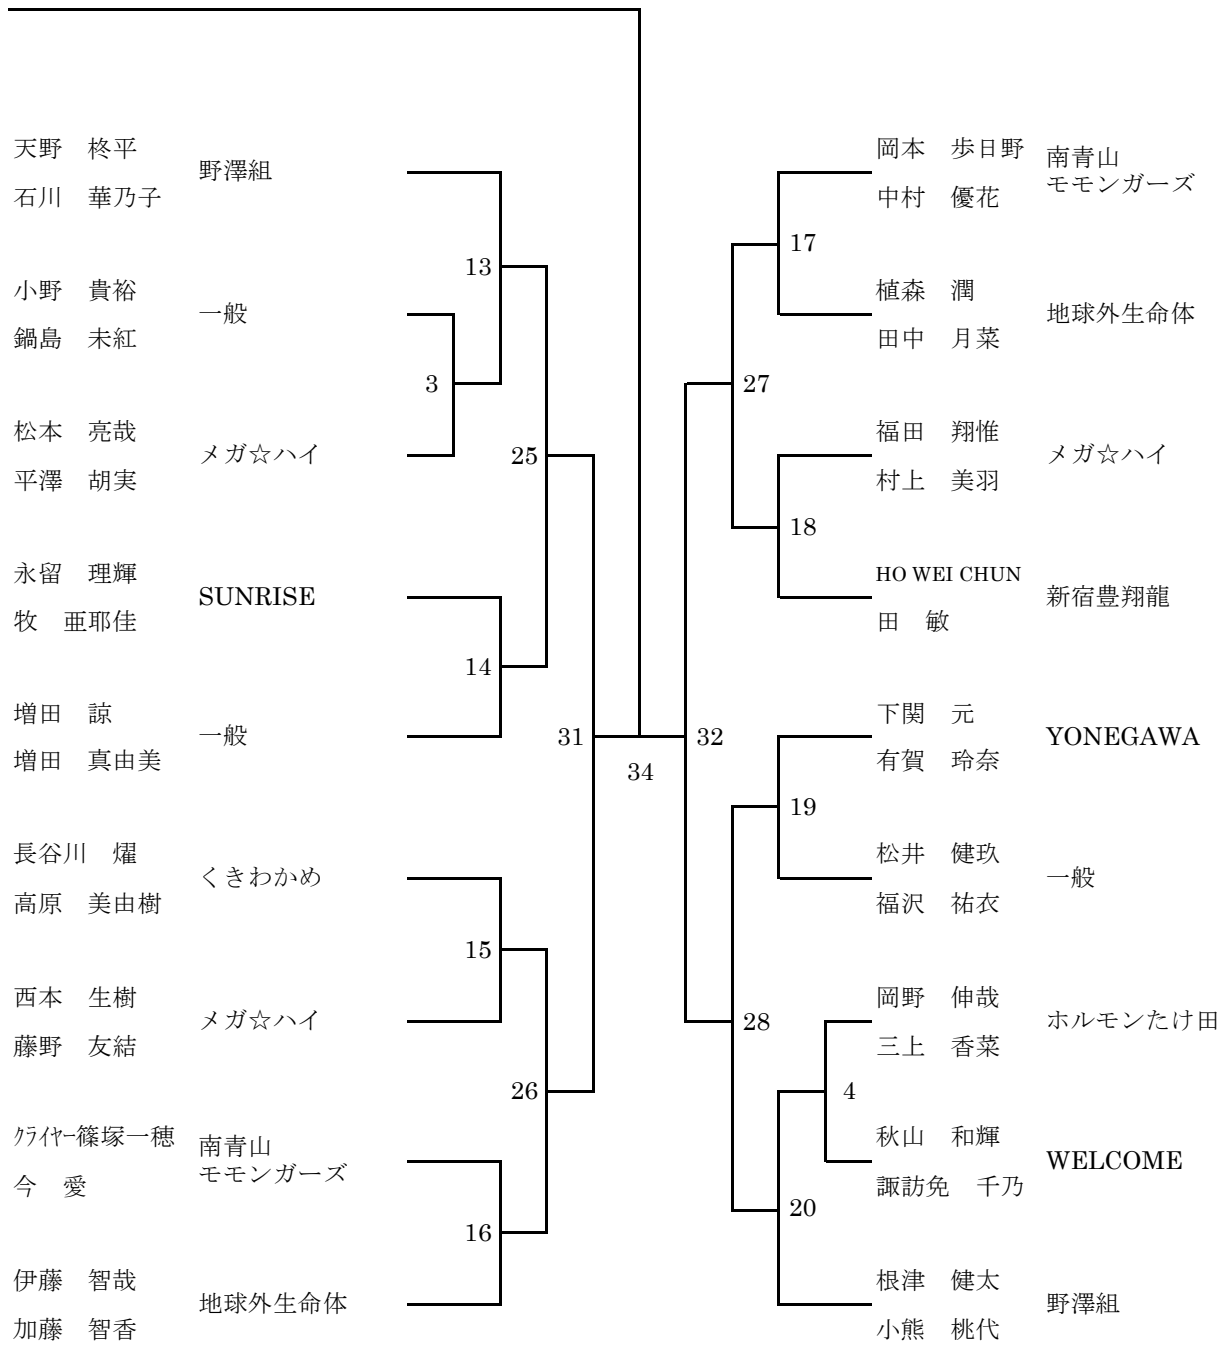 天野　柊平
野澤組
石川　華乃子
13
小野　貴裕
一般
鍋島　未紅
3
松本　亮哉
メガ☆ハイ
平澤　胡実
25
永留　理輝
SUNRISE
牧　亜耶佳
14
増田　諒
一般
増田　真由美
31
34
長谷川　燿
くきわかめ
高原　美由樹
15
西本　生樹
メガ☆ハイ
藤野　友結
26
ｸﾗｲﾔｰ篠塚一穂
南青山
モモンガーズ
今　愛
16
伊藤　智哉
地球外生命体
加藤　智香
岡本　歩日野
南青山
モモンガーズ
中村　優花
17
植森　潤
地球外生命体
田中　月菜
27
福田　翔惟
メガ☆ハイ
村上　美羽
18
HO WEI CHUN
新宿豊翔龍
田　敏
32
下関　元
YONEGAWA
有賀　玲奈
19
松井　健玖
一般
福沢　祐衣
28
岡野　伸哉
ホルモンたけ田
三上　香菜
4
秋山　和輝
WELCOME
諏訪免　千乃
20
根津　健太
野澤組
小熊　桃代